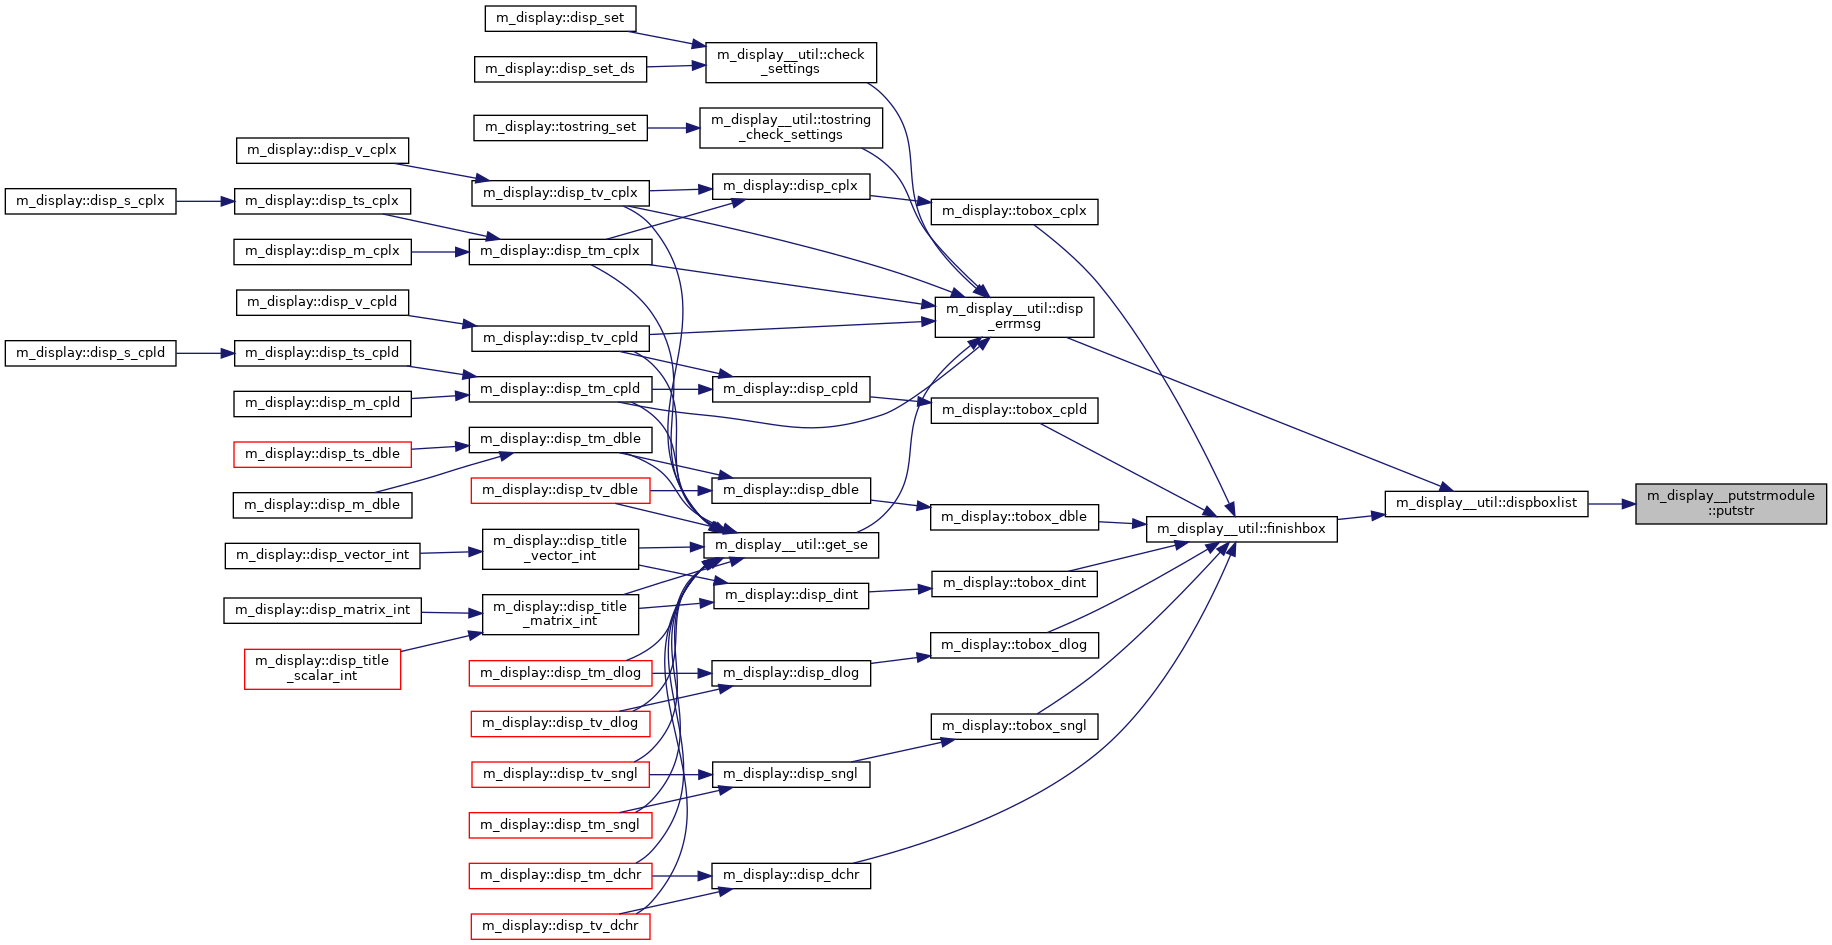 m_display::disp_set
m_display__util::check
_settings
m_display::disp_set_ds
m_display__util::tostring
_check_settings
m_display::tostring_set
m_display::disp_v_cplx
m_display::disp_s_cplx
m_display::disp_ts_cplx
m_display::disp_tv_cplx
m_display::disp_cplx
m_display::tobox_cplx
m_display::disp_m_cplx
m_display::disp_tm_cplx
m_display::disp_v_cpld
m_display__util::disp
_errmsg
m_display::disp_s_cpld
m_display::disp_ts_cpld
m_display::disp_tv_cpld
m_display::disp_m_cpld
m_display::disp_tm_cpld
m_display::disp_cpld
m_display::tobox_cpld
m_display::disp_ts_dble
m_display::disp_tm_dble
m_display::disp_m_dble
m_display::disp_tv_dble
m_display::disp_dble
m_display::tobox_dble
m_display__util::finishbox
m_display__util::dispboxlist
m_display__putstrmodule
::putstr
m_display::disp_vector_int
m_display::disp_title
_vector_int
m_display__util::get_se
m_display::disp_matrix_int
m_display::disp_title
_matrix_int
m_display::disp_dint
m_display::tobox_dint
m_display::disp_title
_scalar_int
m_display::disp_tm_dlog
m_display::disp_dlog
m_display::tobox_dlog
m_display::disp_tv_dlog
m_display::tobox_sngl
m_display::disp_tv_sngl
m_display::disp_sngl
m_display::disp_tm_sngl
m_display::disp_tm_dchr
m_display::disp_dchr
m_display::disp_tv_dchr